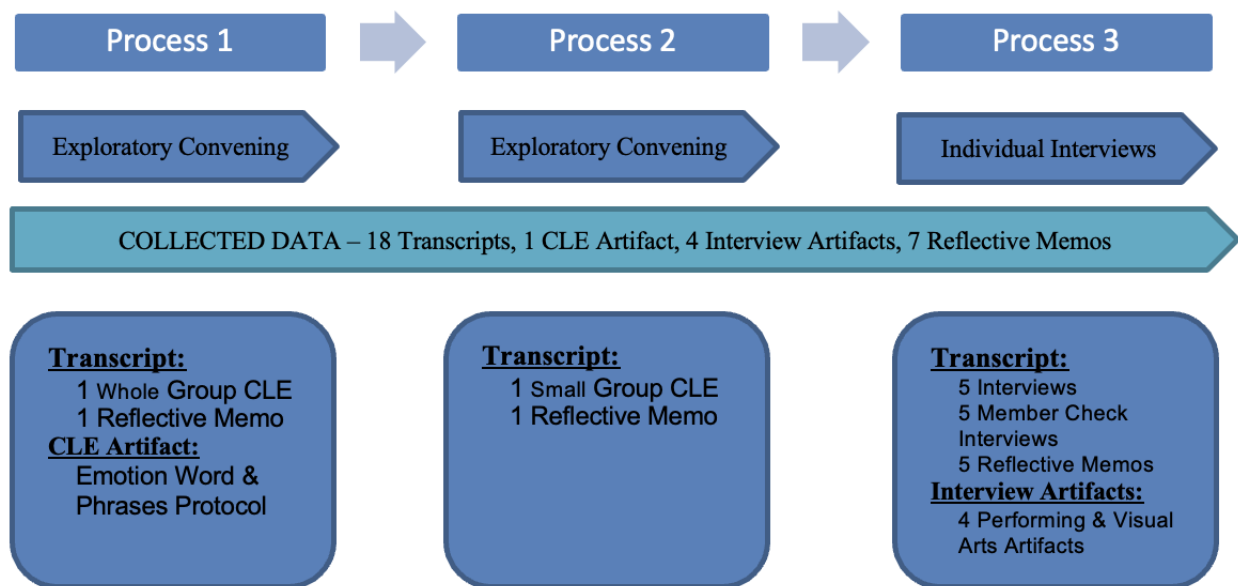 Process 1
Process 2
Process 3
Exploratory Convening
Exploratory Convening
Individual Interviews
COLLECTED DATA – 18 Transcripts, 1 CLE Artifact, 4 Interview Artifacts, 7 Reflective Memos
Transcript:
1 Whole Group CLE
1 Reflective Memo
CLE Artifact:
Emotion Word &
Phrases Protocol
Transcript:
1 Small Group CLE
1 Reflective Memo
Transcript:
5 Interviews
5 Member Check
Interviews
5 Reflective Memos
Interview Artifacts:
4 Performing & Visual
Arts Artifacts